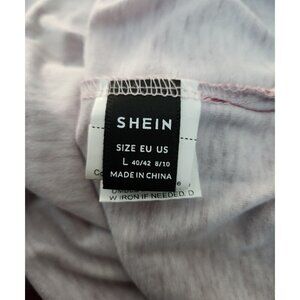 SHEIN
SIZE EU US
L 40/42 8/10
MADE IN CHINA
W IRON IF NEEDED. D